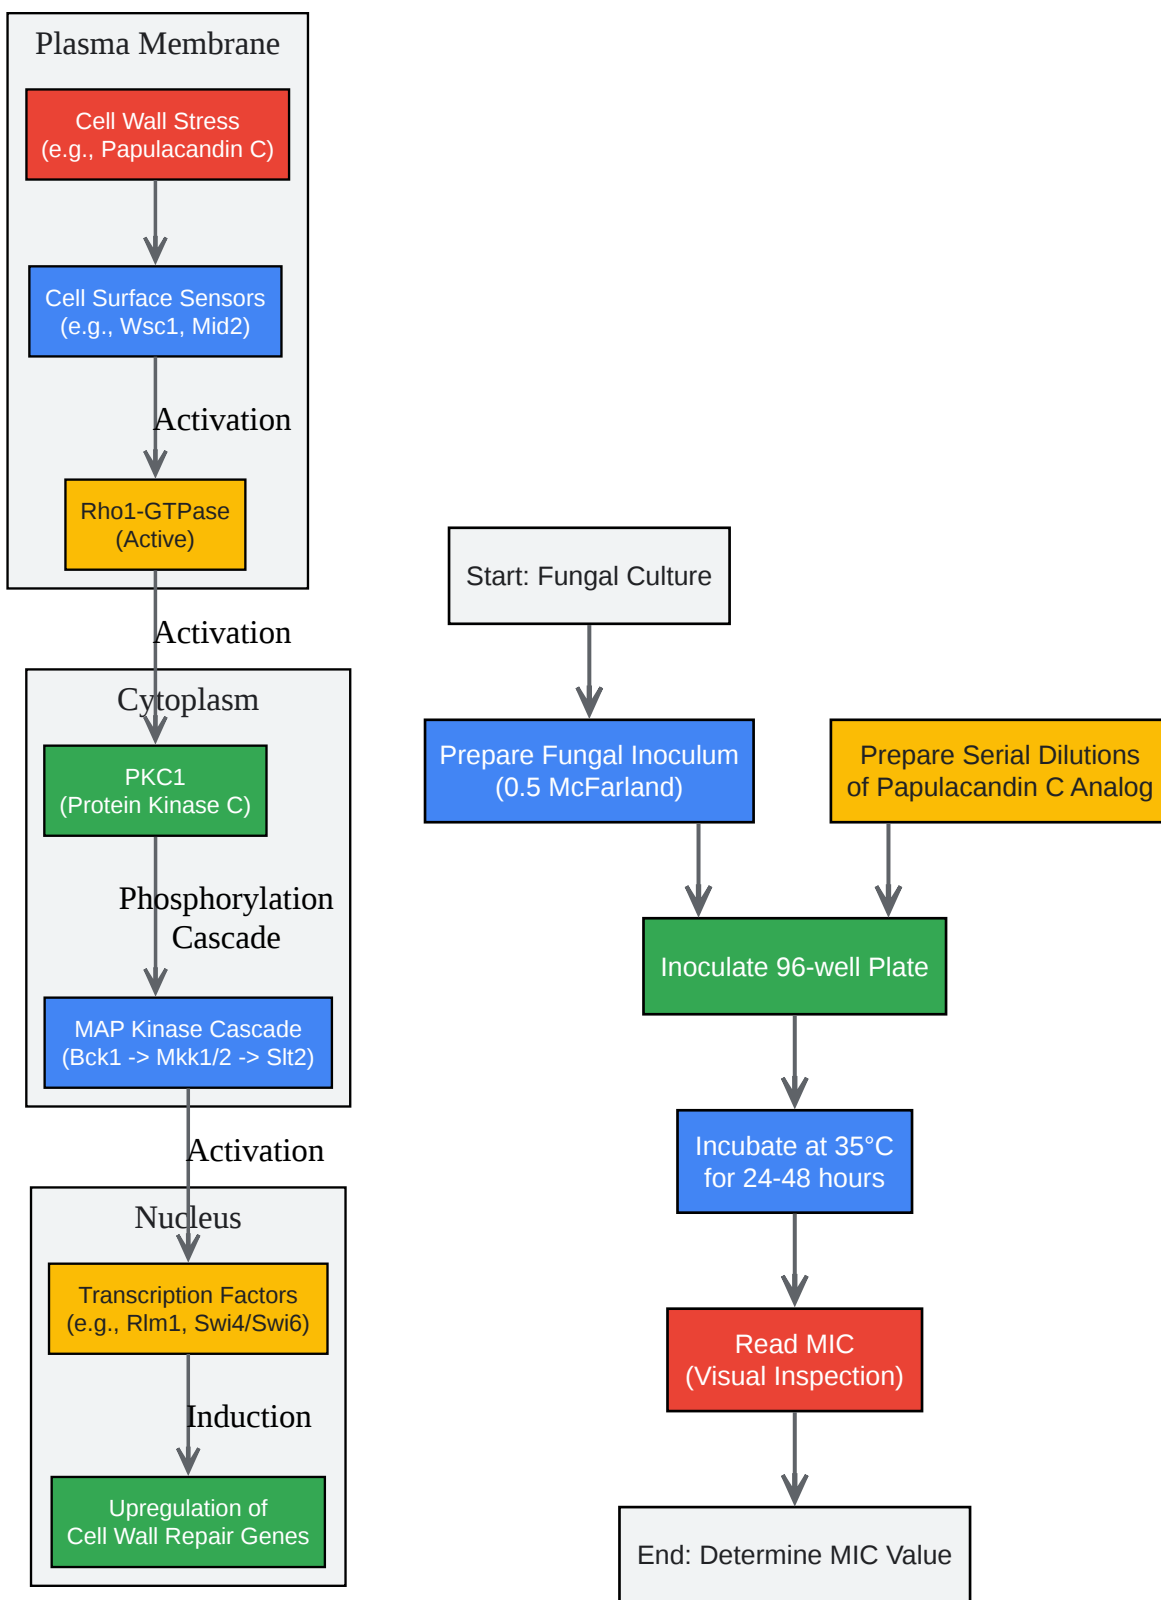 Plasma Membrane
Cell Wall Stress
(e.g., Papulacandin C)
Cell Surface Sensors
(e.g., Wsc1, Mid2)
Activation
Rho1-GTPase
(Active)
Activation
Cytoplasm
PKC1
(Protein Kinase C)
Phosphorylation
Cascade
MAP Kinase Cascade
(Bck1 -> Mkk1/2 -> Slt2)
Activation
Nucleus
Transcription Factors
(e.g., Rlm1, Swi4/Swi6)
Induction
Upregulation of
Cell Wall Repair Genes
Start: Fungal Culture
Prepare Fungal Inoculum
(0.5 McFarland)
Prepare Serial Dilutions
of Papulacandin C Analog
Inoculate 96-well Plate
Incubate at 35°C
for 24-48 hours
Read MIC
(Visual Inspection)
End: Determine MIC Value